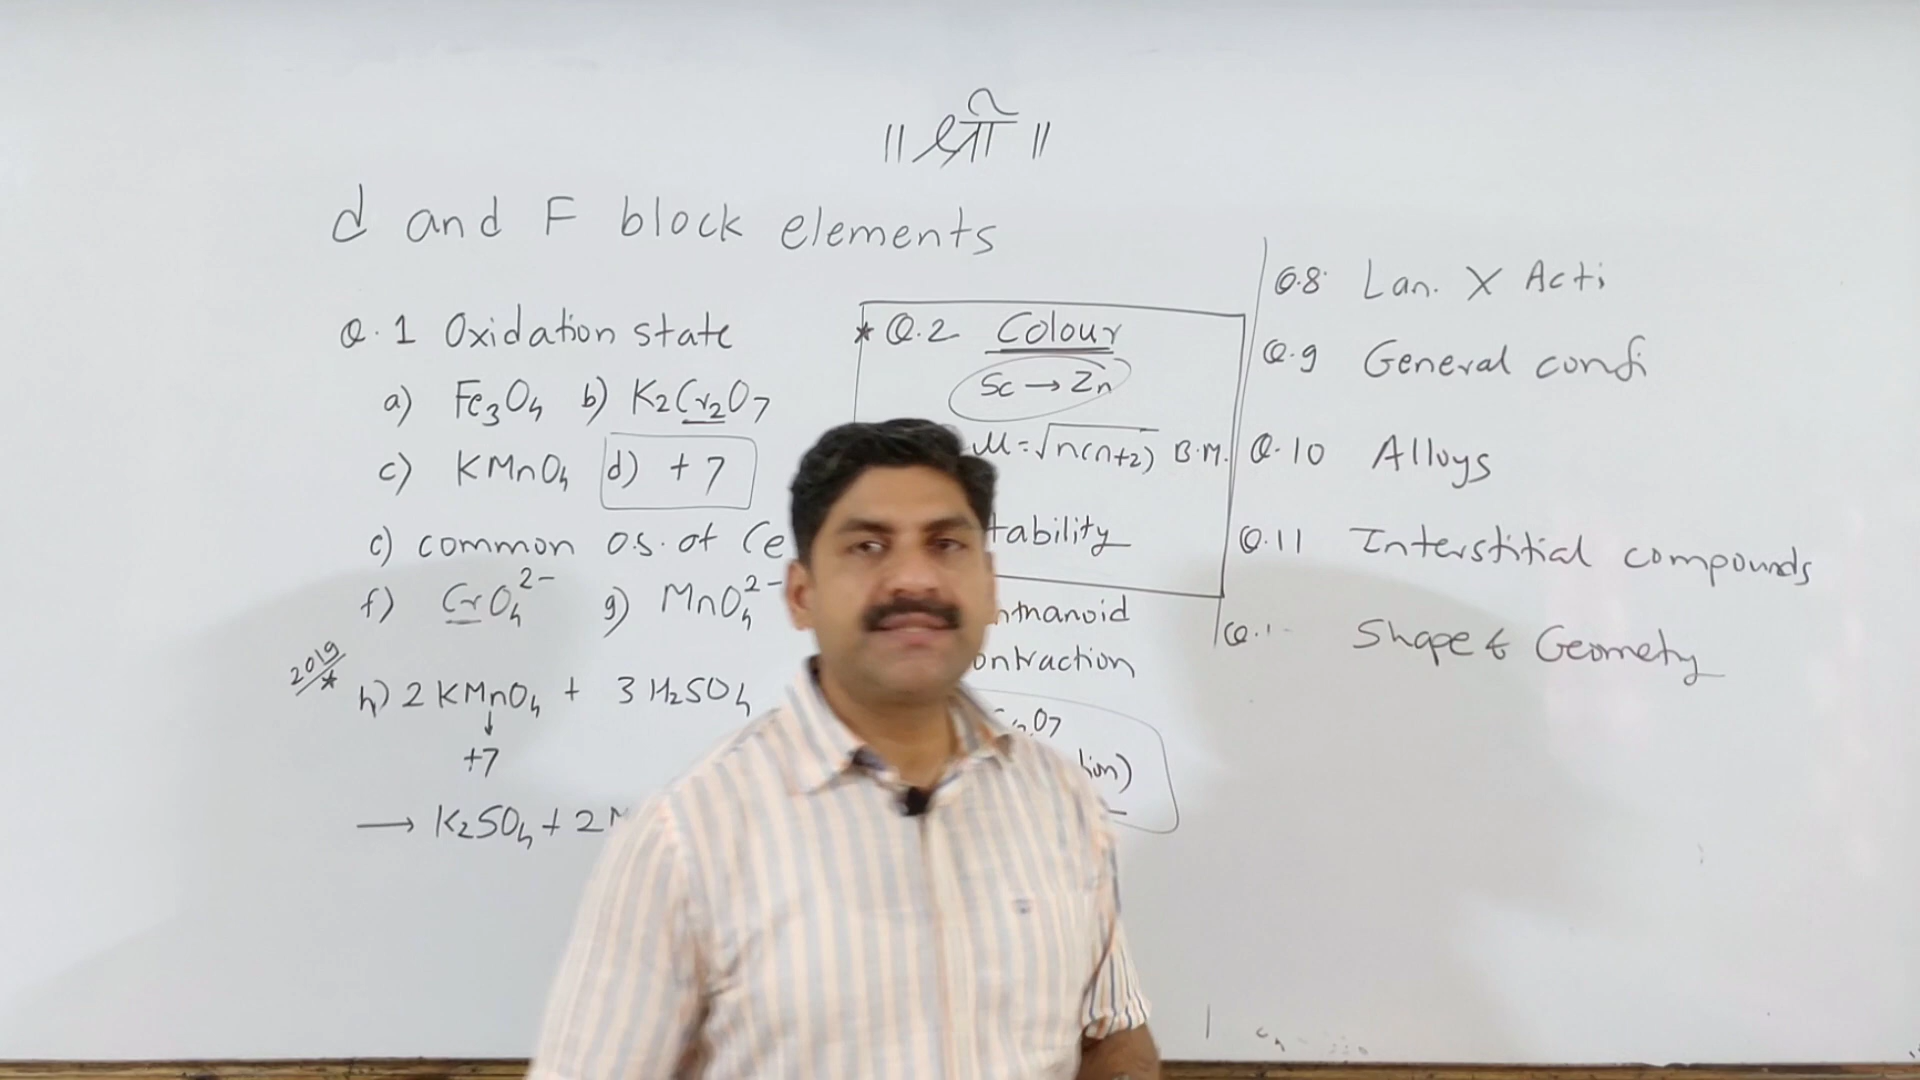 ॥ श्री ॥
d and F block elements
Q.1 Oxidation state
a) Fe3O4 b) K2Cr2O7
c) KMnO4 d) +7
c) common o.s. of Ce
f) CrO4^2- g) MnO4^2-
2019
* h) 2 KMnO4 + 3 H2SO4
↓
+7
→ K2SO4 + 2
* Q.2 Colour
Sc → Zn
μ = √n(n+2) B.M.
tability
nthanoid
ontraction
O7
ion)
Q.8 Lan. X Acti
Q.9 General confi
Q.10 Alloys
Q.11 Interstitial compounds
Shape & Geometry